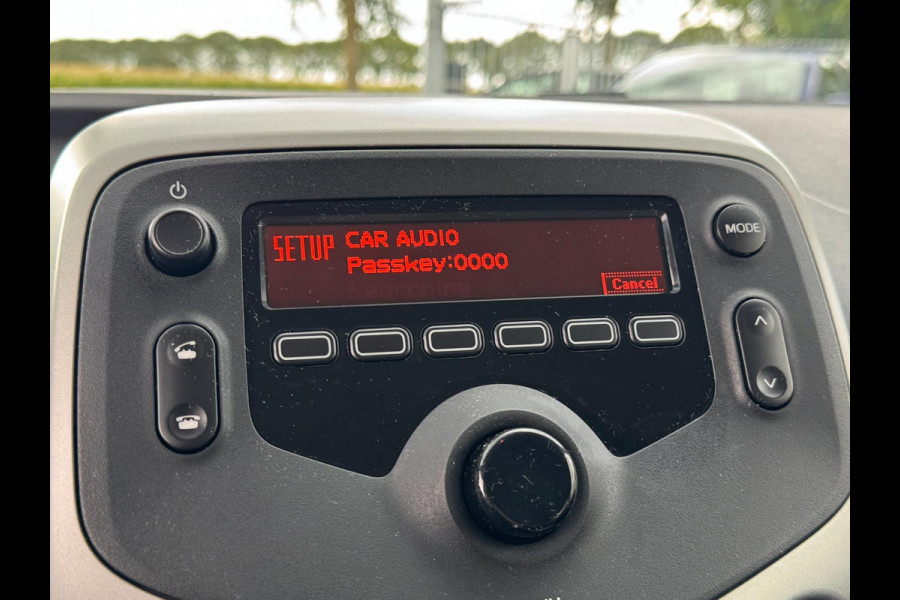 SETUP CAR AUDIO
Passkey:0000
Cancel
MODE